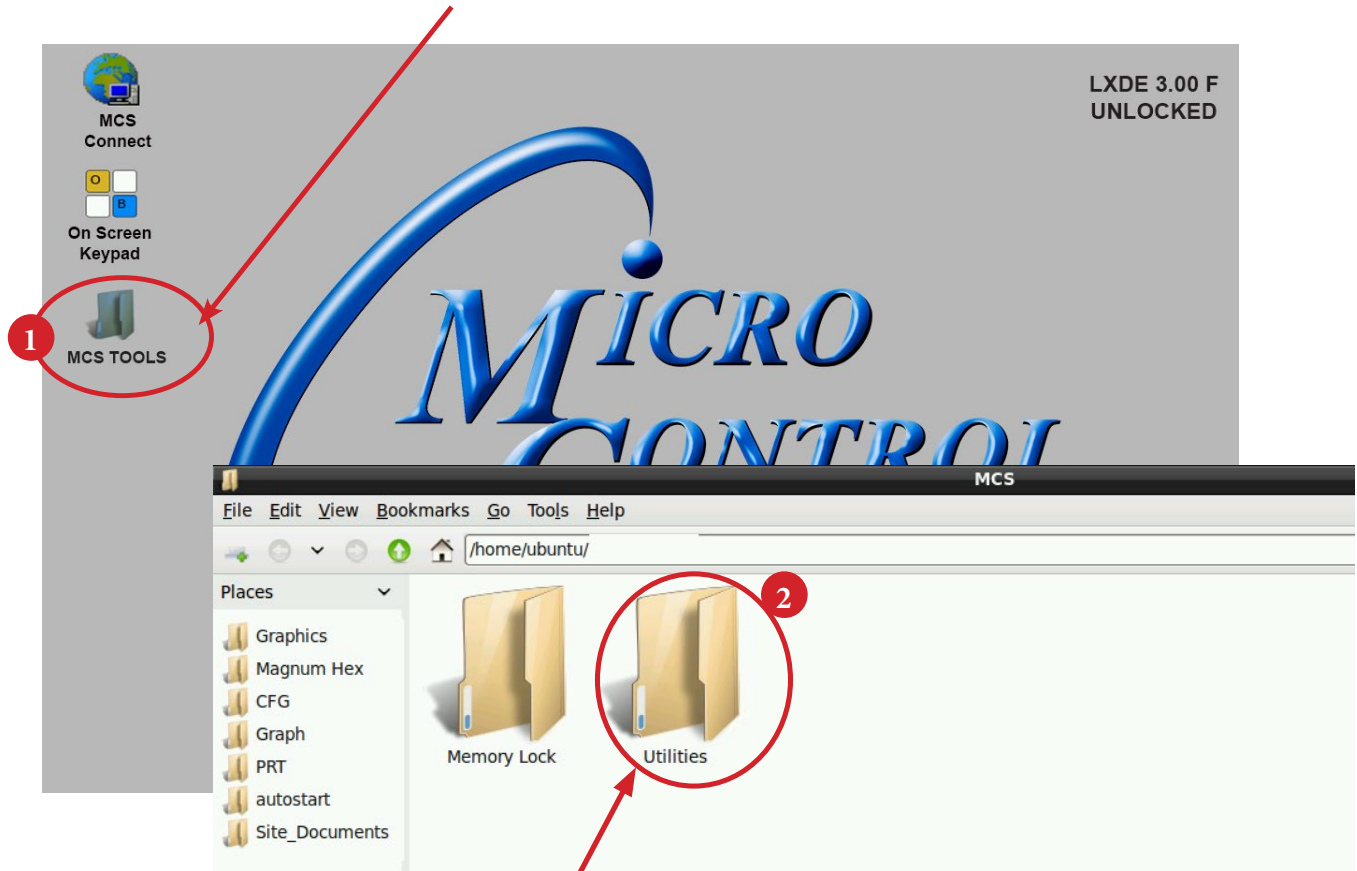 LXDE 3.00 F
UNLOCKED
MCS
Connect
O
B
On Screen
Keypad
1
MCS TOOLS
MICRO
CONTROL
MCS
File Edit View Bookmarks Go Tools Help
/home/ubuntu/
Places
Graphics
Magnum Hex
CFG
Graph
PRT
autostart
Site_Documents
Memory Lock
Utilities
2